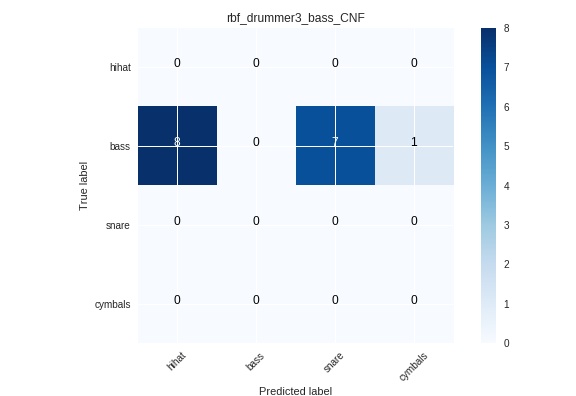 rbf_drummer3_bass_CNF
hihat 0 0 0 0
bass 8 0 7 1
snare 0 0 0 0
cymbals 0 0 0 0
hihat bass snare cymbals
True label
Predicted label
8
7
6
5
4
3
2
1
0